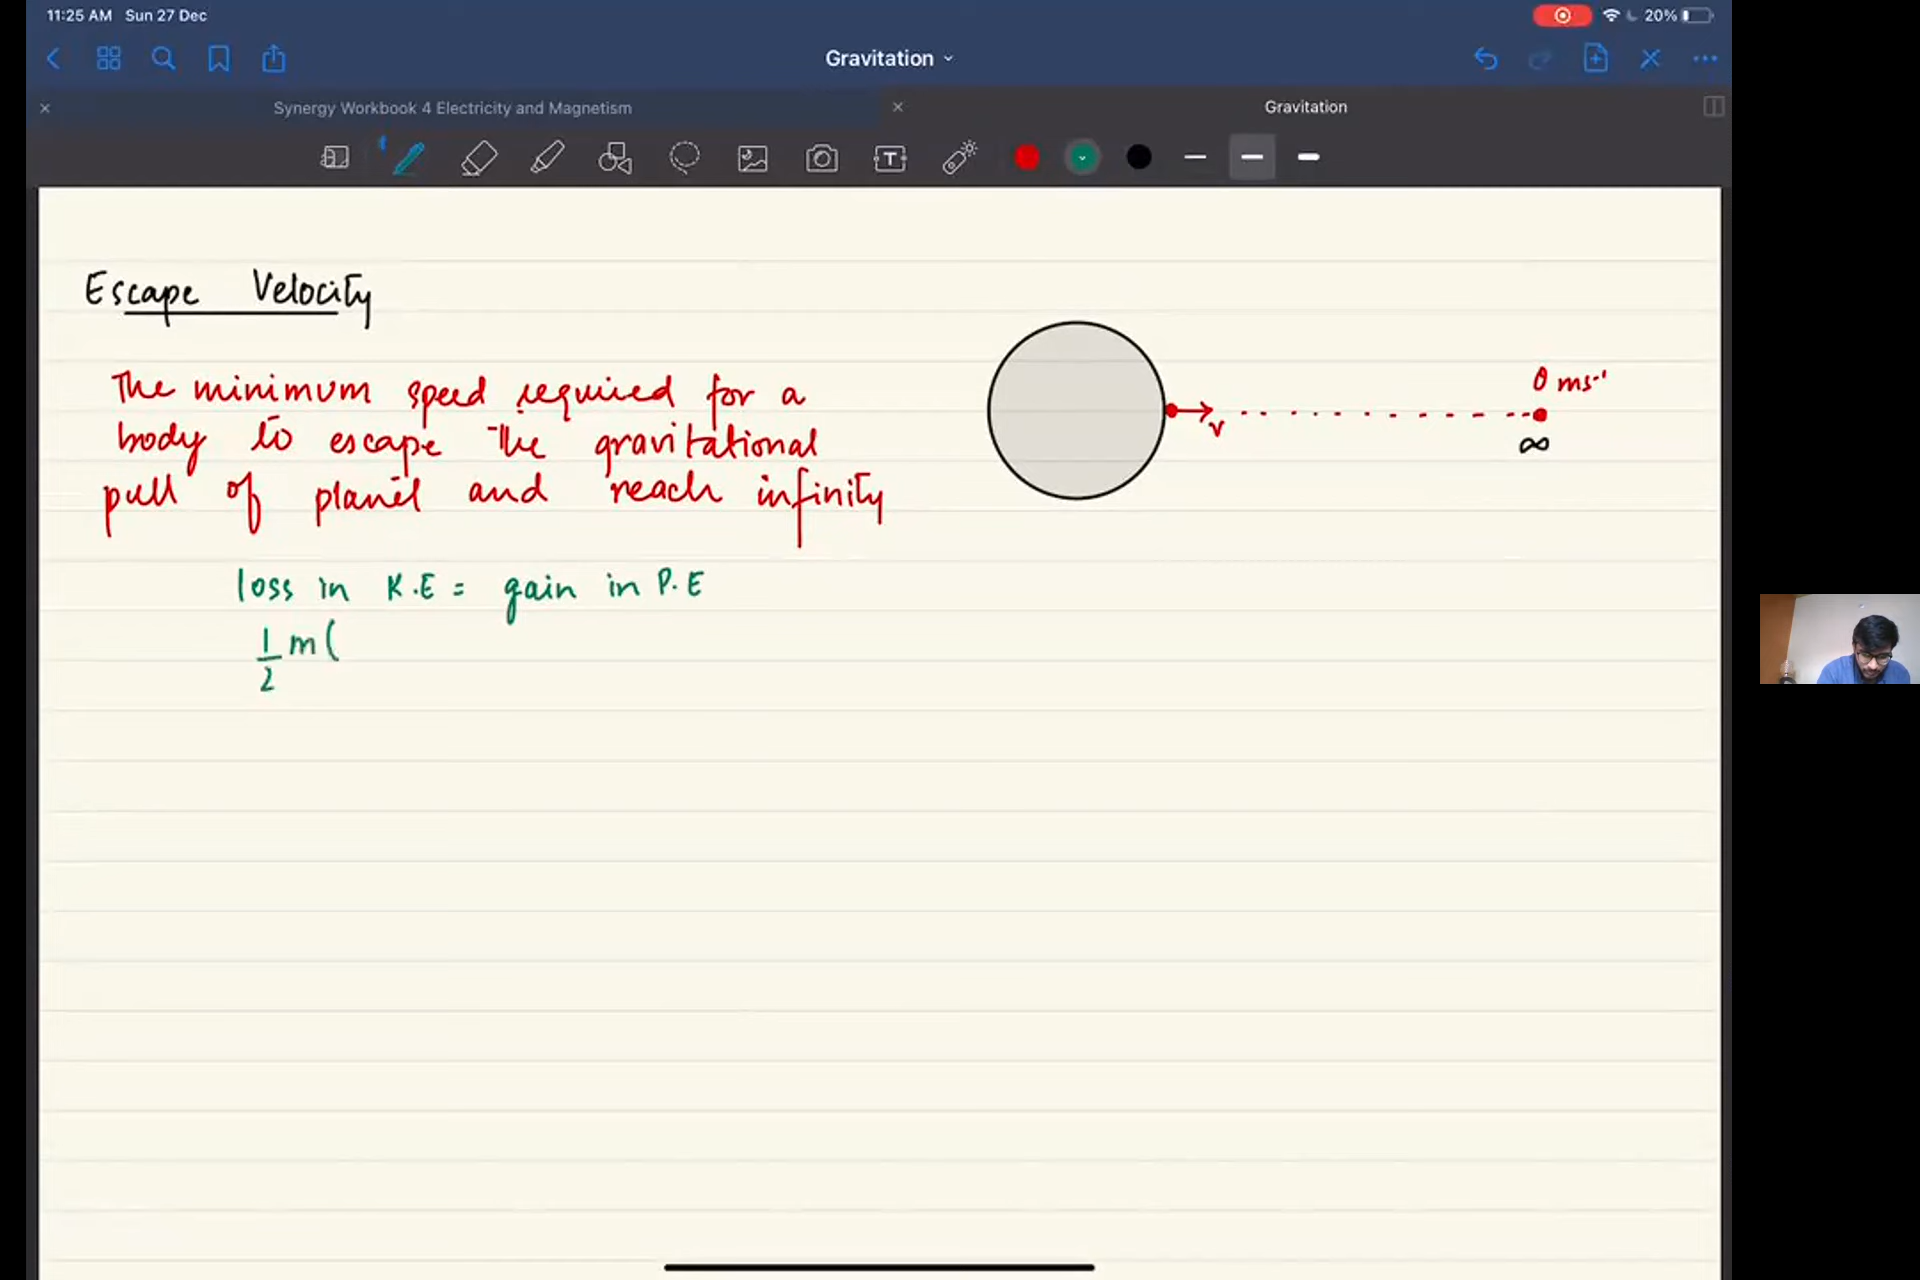 11:25 AM Sun 27 Dec
20%
Gravitation
Synergy Workbook 4 Electricity and Magnetism
Gravitation
Escape Velocity
The minimum speed required for a
body to escape the gravitational
pull of planet and reach infinity
0 ms⁻¹
v
∞
loss in K.E = gain in P.E
1/2 m(